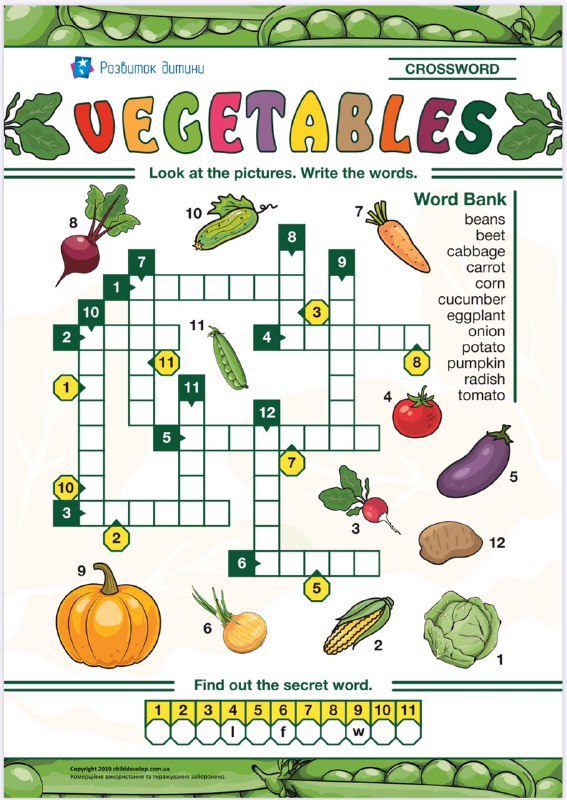 Розвиток дитини
CROSSWORD
VEGETABLES
Look at the pictures. Write the words.
Word Bank
beans
beet
cabbage
carrot
corn
cucumber
eggplant
onion
potato
pumpkin
radish
tomato
8
10
7
8
7
9
1
10
3
2
11
4
11
8
1
11
4
12
5
7
5
10
3
3
12
2
6
5
9
6
2
1
Find out the secret word.
1 2 3 4 5 6 7 8 9 10 11
l f w
Copyright 2019 childdevelop.com.ua
Комерційне використання та тиражування заборонено.